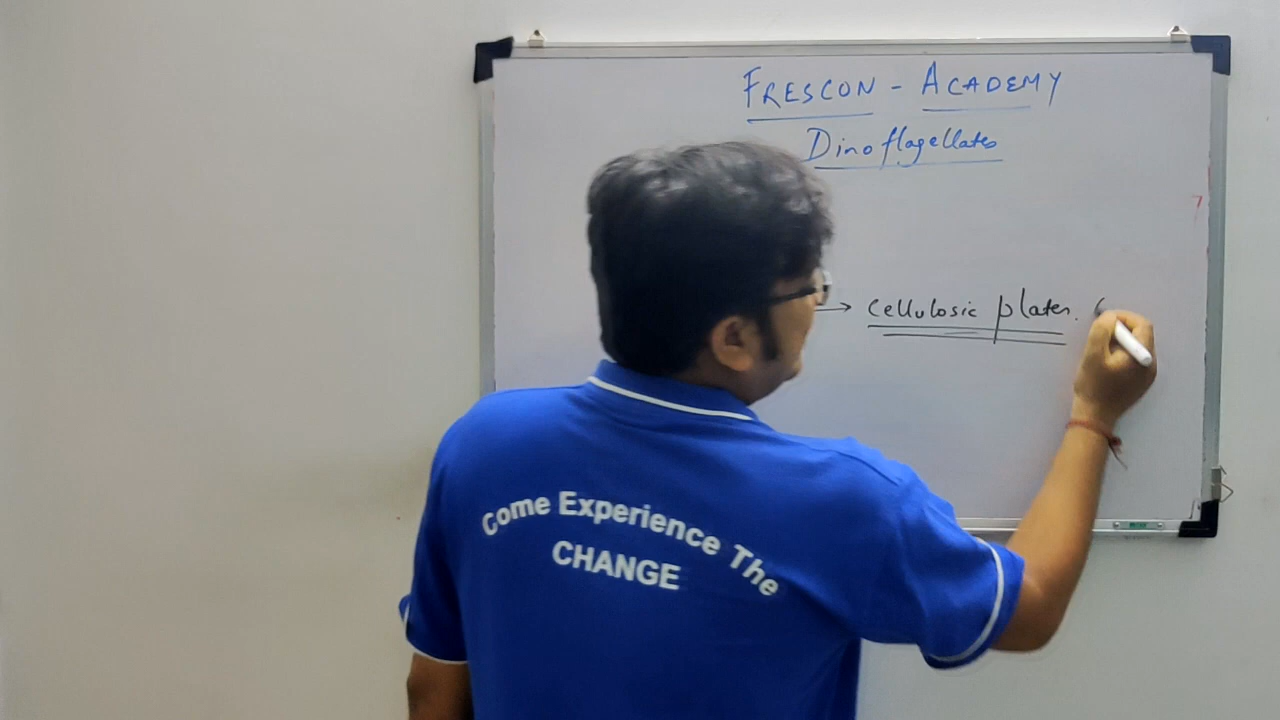 FRESCON - ACADEMY
Dinoflagellates
→ Cellulosic plates. (
Come Experience The
CHANGE